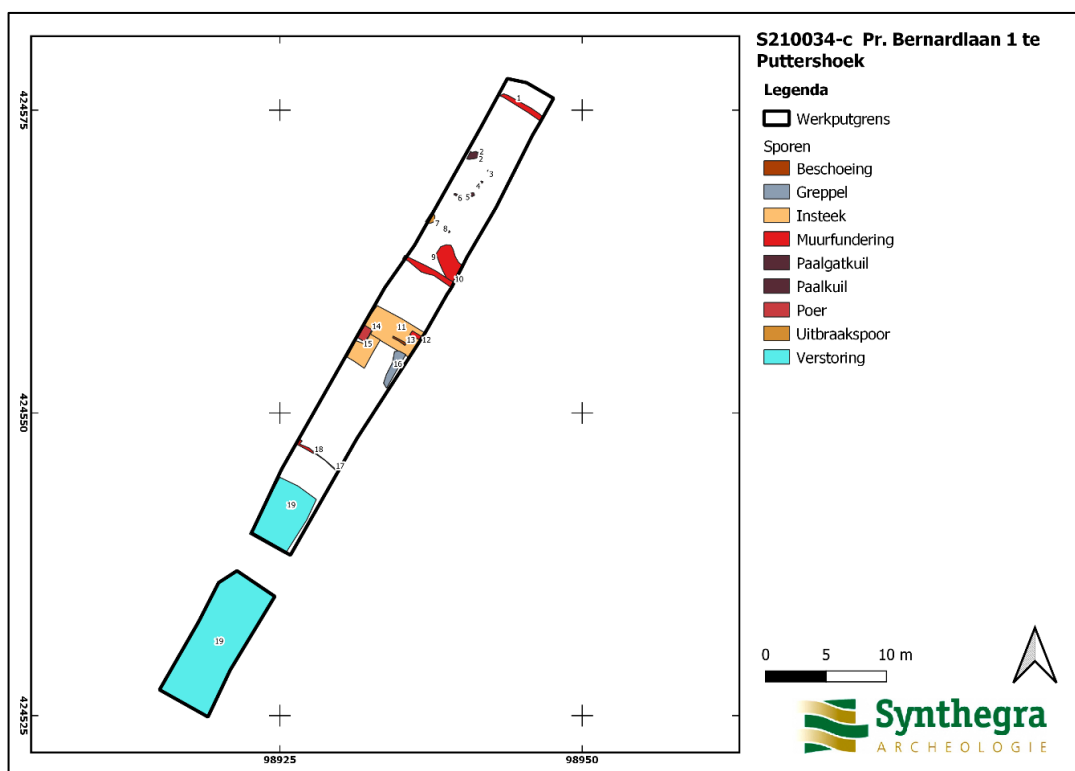 S210034-c Pr. Bernardlaan 1 te
Puttershoek
Legenda
Werkputgrens
Sporen
Beschoeing
Greppel
Insteek
Muurfundering
Paalgatkuil
Paalkuil
Poer
Uitbraakspoor
Verstoring
0 5 10 m
Synthegra
ARCHEOLOGIE
424575
424550
424525
98925
98950
1
2
2
3
4
5
6
7
8
9
10
11
12
13
14
15
16
17
18
19
19